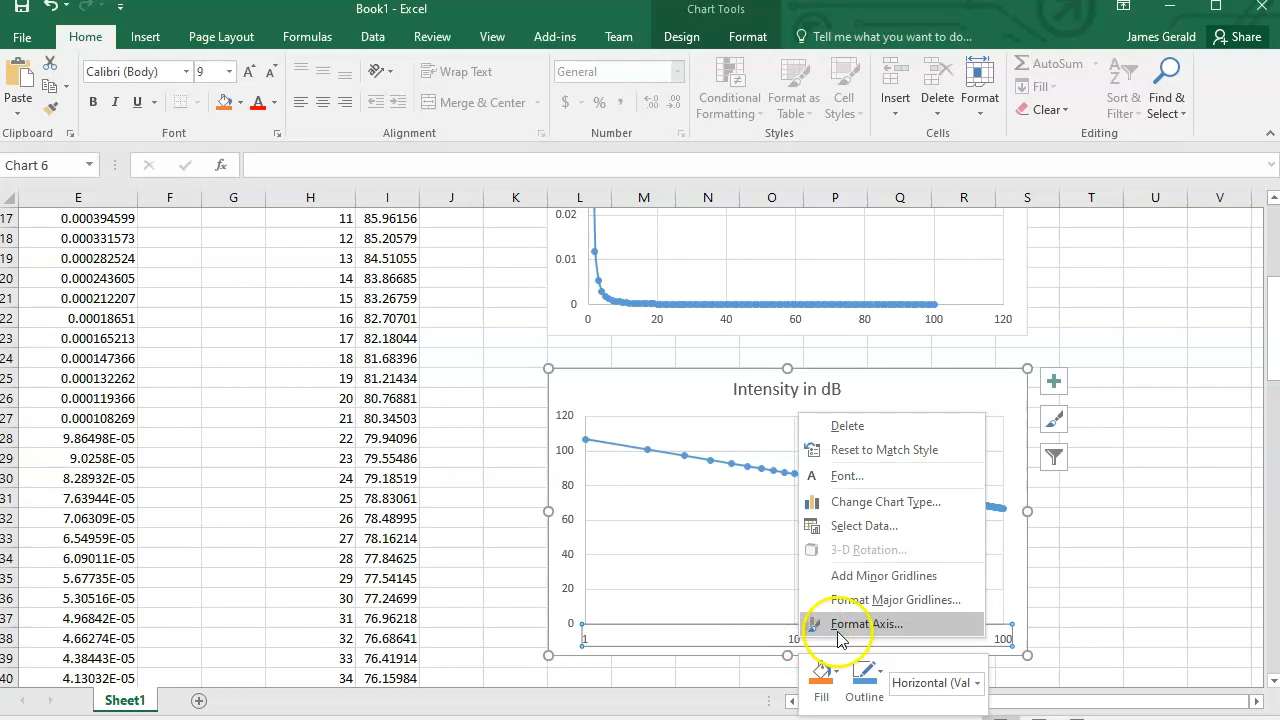 Book1 - Excel
Chart Tools
File Home Insert Page Layout Formulas Data Review View Add-ins Team Design Format Tell me what you want to do... James Gerald Share
Calibri (Body) 9 Wrap Text General AutoSum
Paste B I U A Merge & Center $ % , Conditional Formatting Format as Table Cell Styles Insert Delete Format Fill Clear Sort & Filter Find & Select
Clipboard Font Alignment Number Styles Cells Editing
Chart 6 fx
E F G H I J K L M N O P Q R S T U V
17 0.000394599 11 85.96156 0.02
18 0.000331573 12 85.20579
19 0.000282524 13 84.51055 0.01
20 0.000243605 14 83.86685
21 0.000212207 15 83.26759 0
22 0.00018651 16 82.70701 0 20 40 60 80 100 120
23 0.000165213 17 82.18044
24 0.000147366 18 81.68396
25 0.000132262 19 81.21434
26 0.000119366 20 80.76881 Intensity in dB
27 0.000108269 21 80.34503 120
28 9.86498E-05 22 79.94096 Delete
29 9.0258E-05 23 79.55486 100 Reset to Match Style
30 8.28932E-05 24 79.18519 Font...
31 7.63944E-05 25 78.83061 80
32 7.06309E-05 26 78.48995 Change Chart Type...
33 6.54959E-05 27 78.16214 60 Select Data...
34 6.09011E-05 28 77.84625 40 3-D Rotation...
35 5.67735E-05 29 77.54145 Add Minor Gridlines
36 5.30516E-05 30 77.24699 20 Format Major Gridlines...
37 4.96842E-05 31 76.96218 0 Format Axis...
38 4.66274E-05 32 76.68641 1 10 100
39 4.38443E-05 33 76.41914
40 4.13032E-05 34 76.15984
Fill Outline Horizontal (Val
Sheet1